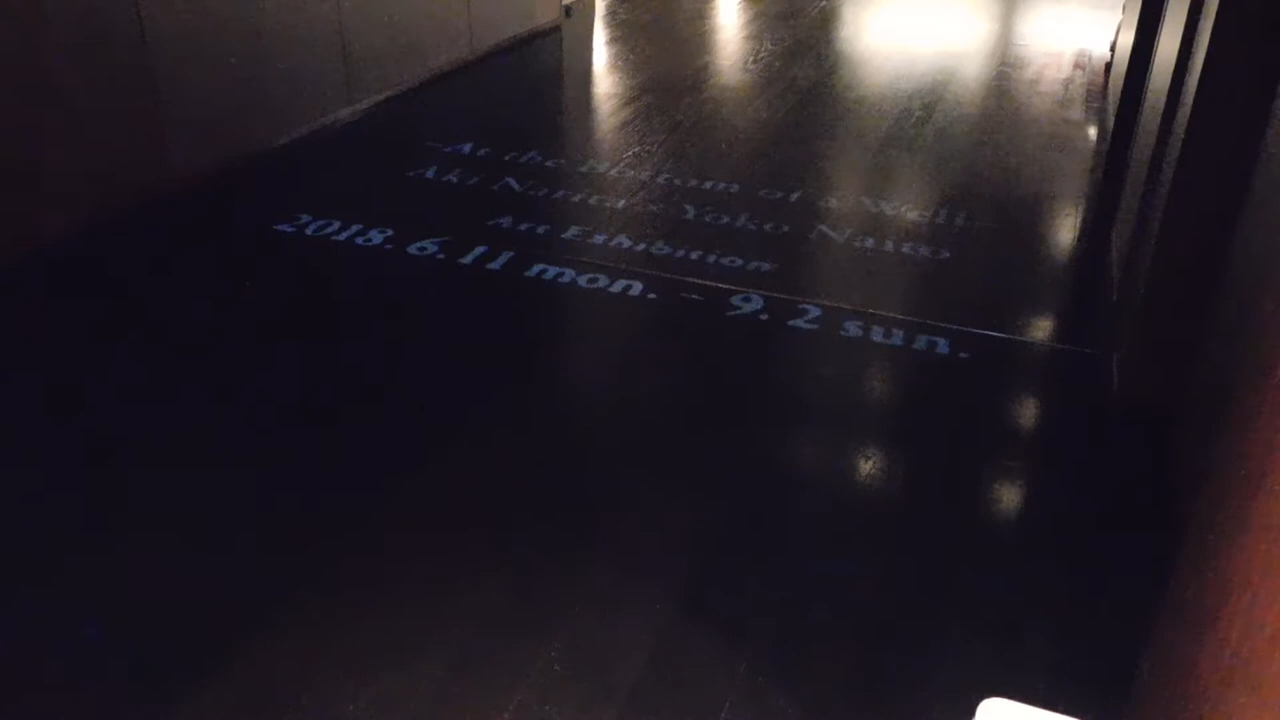 -At the Bottom of a Well-
Aki Narita Yoko Naito
Art Exhibition
2018. 6. 11 mon. - 9. 2 sun.